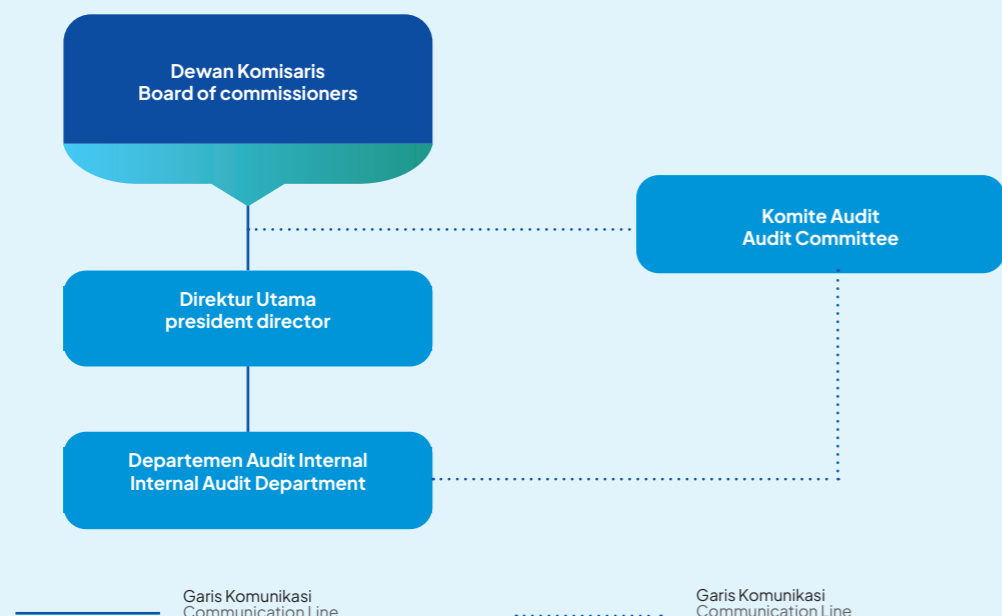 Dewan Komisaris
Board of commissioners
Komite Audit
Audit Committee
Direktur Utama
president director
Departemen Audit Internal
Internal Audit Department
Garis Komunikasi
Communication Line
Garis Komunikasi
Communication Line